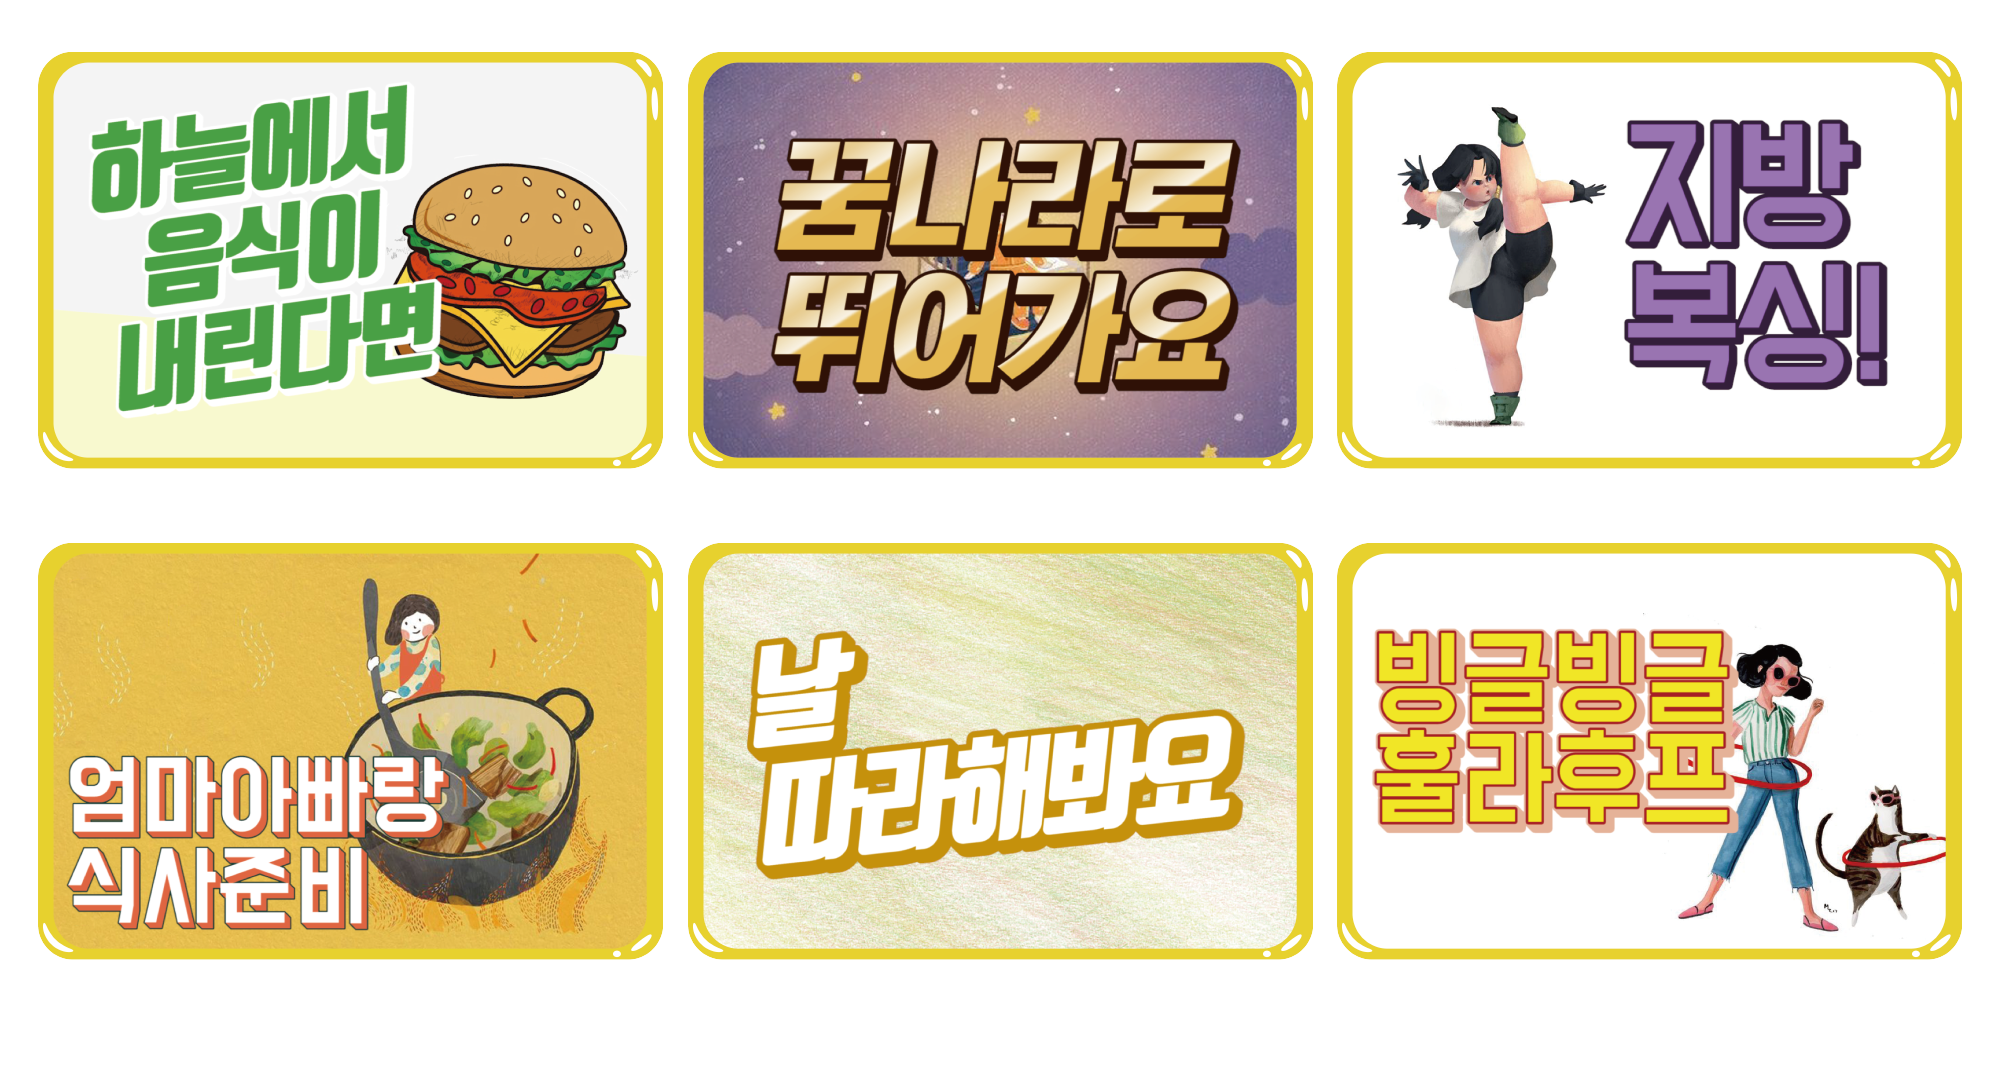 하늘에서
음식이
내린다면
꿈나라로
뛰어가요
지방
복싱!
엄마아빠랑
식사준비
날
따라해봐요
빙글빙글
훌라후프